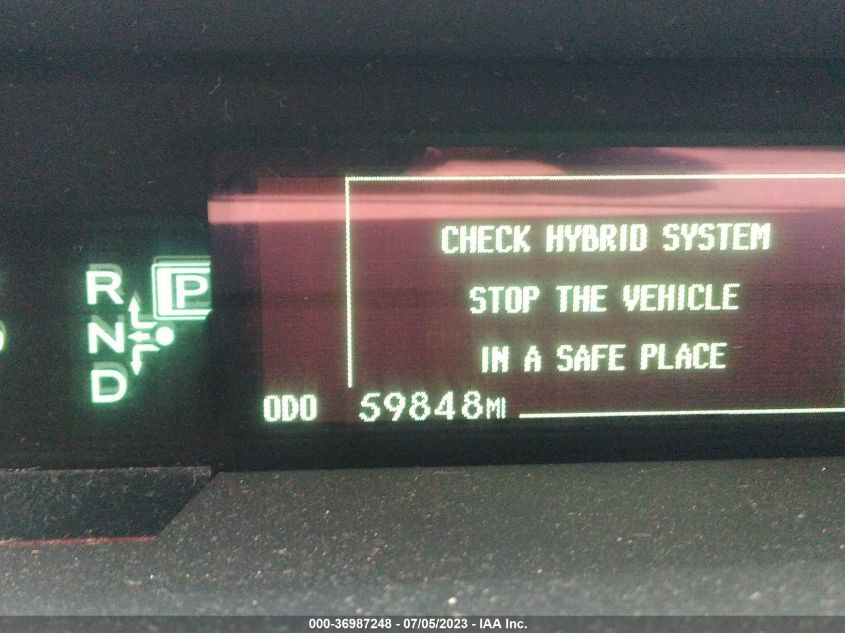 CHECK HYBRID SYSTEM
STOP THE VEHICLE
IN A SAFE PLACE
R
P
N
D
ODO 59848MI
000-36987248 - 07/05/2023 - IAA Inc.